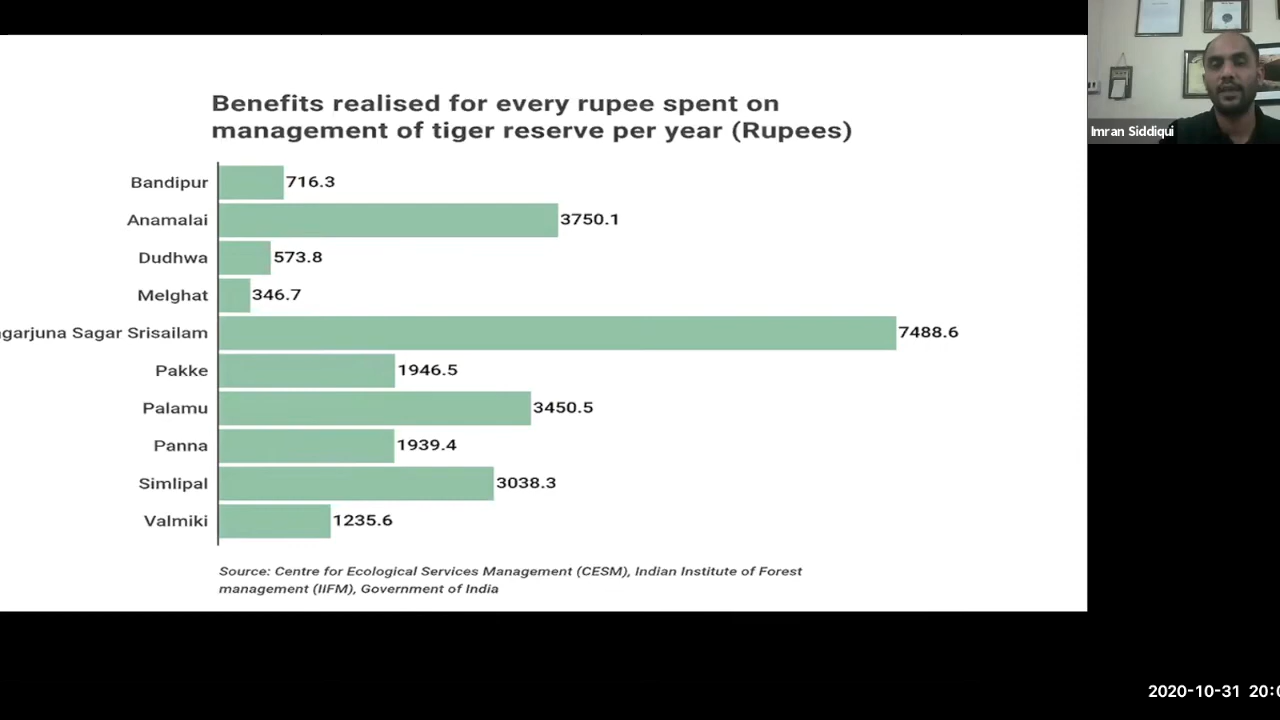 Benefits realised for every rupee spent on
management of tiger reserve per year (Rupees)
Bandipur 716.3
Anamalai 3750.1
Dudhwa 573.8
Melghat 346.7
garjuna Sagar Srisailam 7488.6
Pakke 1946.5
Palamu 3450.5
Panna 1939.4
Simlipal 3038.3
Valmiki 1235.6
Source: Centre for Ecological Services Management (CESM), Indian Institute of Forest
management (IIFM), Government of India
Imran Siddiqui
2020-10-31 20:0